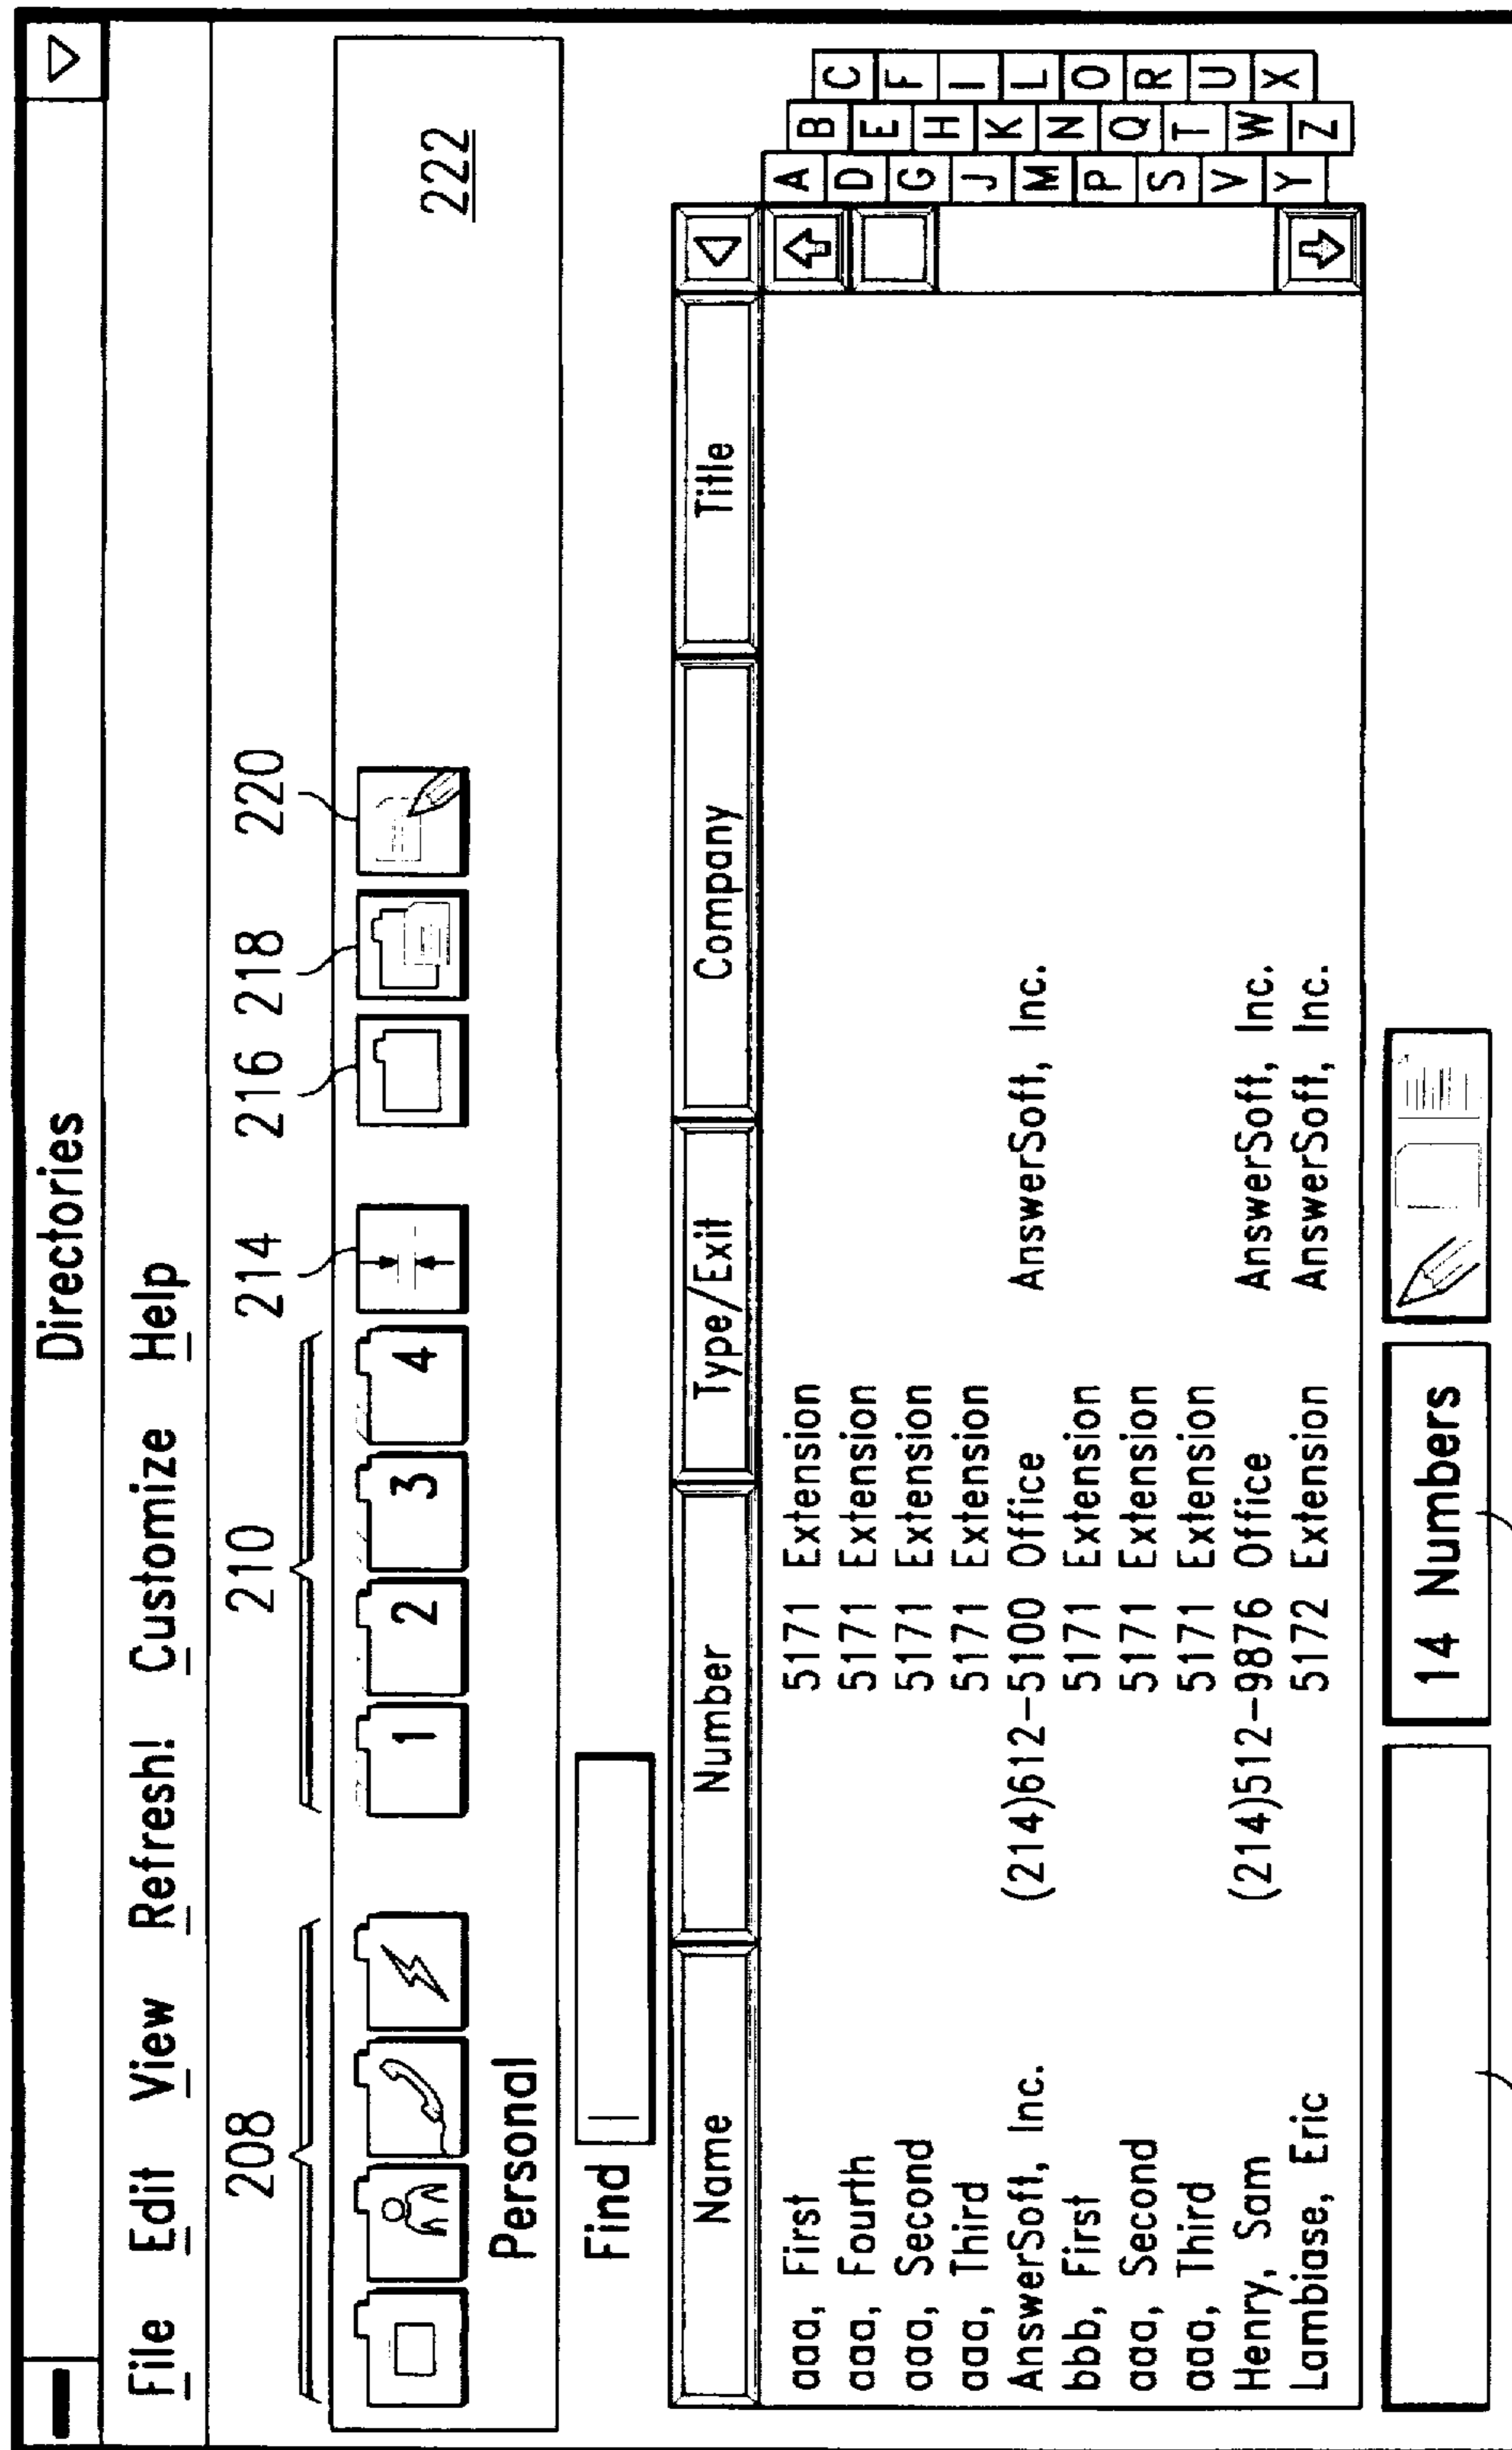 Directories
File Edit View Refresh! Customize Help
208 210 214 216 218 220
1 2 3 4
222
Personal
Find
Name Number Type/Exit Company Title
aaa, First 5171 Extension
aaa, Fourth 5171 Extension
aaa, Second 5171 Extension
aaa, Third 5171 Extension
AnswerSoft, Inc. (214)612-5100 Office AnswerSoft, Inc.
bbb, First 5171 Extension
aaa, Second 5171 Extension
aaa, Third 5171 Extension
Henry, Sam (214)512-9876 Office AnswerSoft, Inc.
Lambiase, Eric 5172 Extension AnswerSoft, Inc.
A B C
D E F
G H I
J K L
M N O
P Q R
S T U
V W X
Y Z
14 Numbers